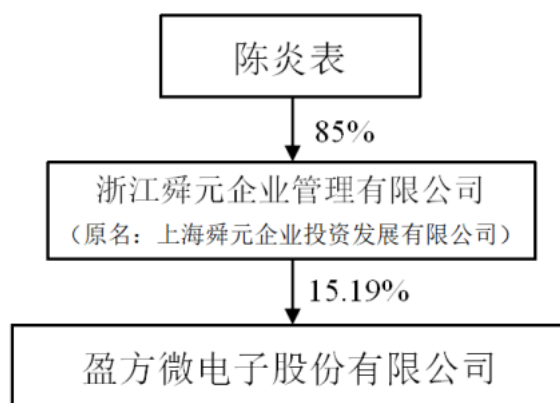 陈炎表
85%
浙江舜元企业管理有限公司
（原名：上海舜元企业投资发展有限公司）
15.19%
盈方微电子股份有限公司